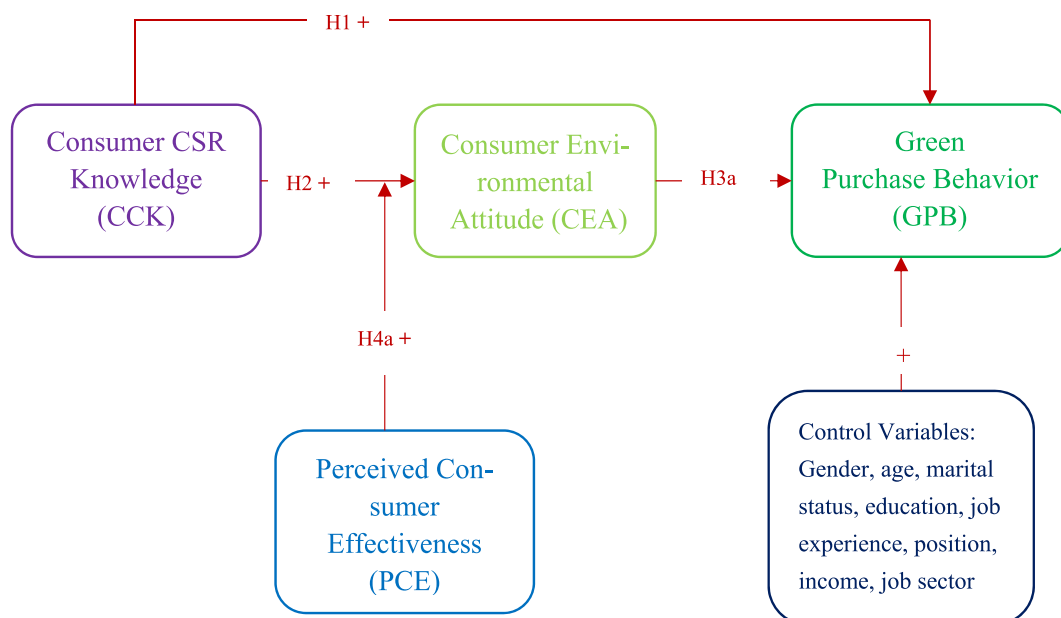 H1 +
Consumer CSR
Knowledge
(CCK)
H2 +
Consumer Envi-
ronmental
Attitude (CEA)
H3a
Green
Purchase Behavior
(GPB)
H4a +
+
Perceived Con-
sumer
Effectiveness
(PCE)
Control Variables:
Gender, age, marital
status, education, job
experience, position,
income, job sector